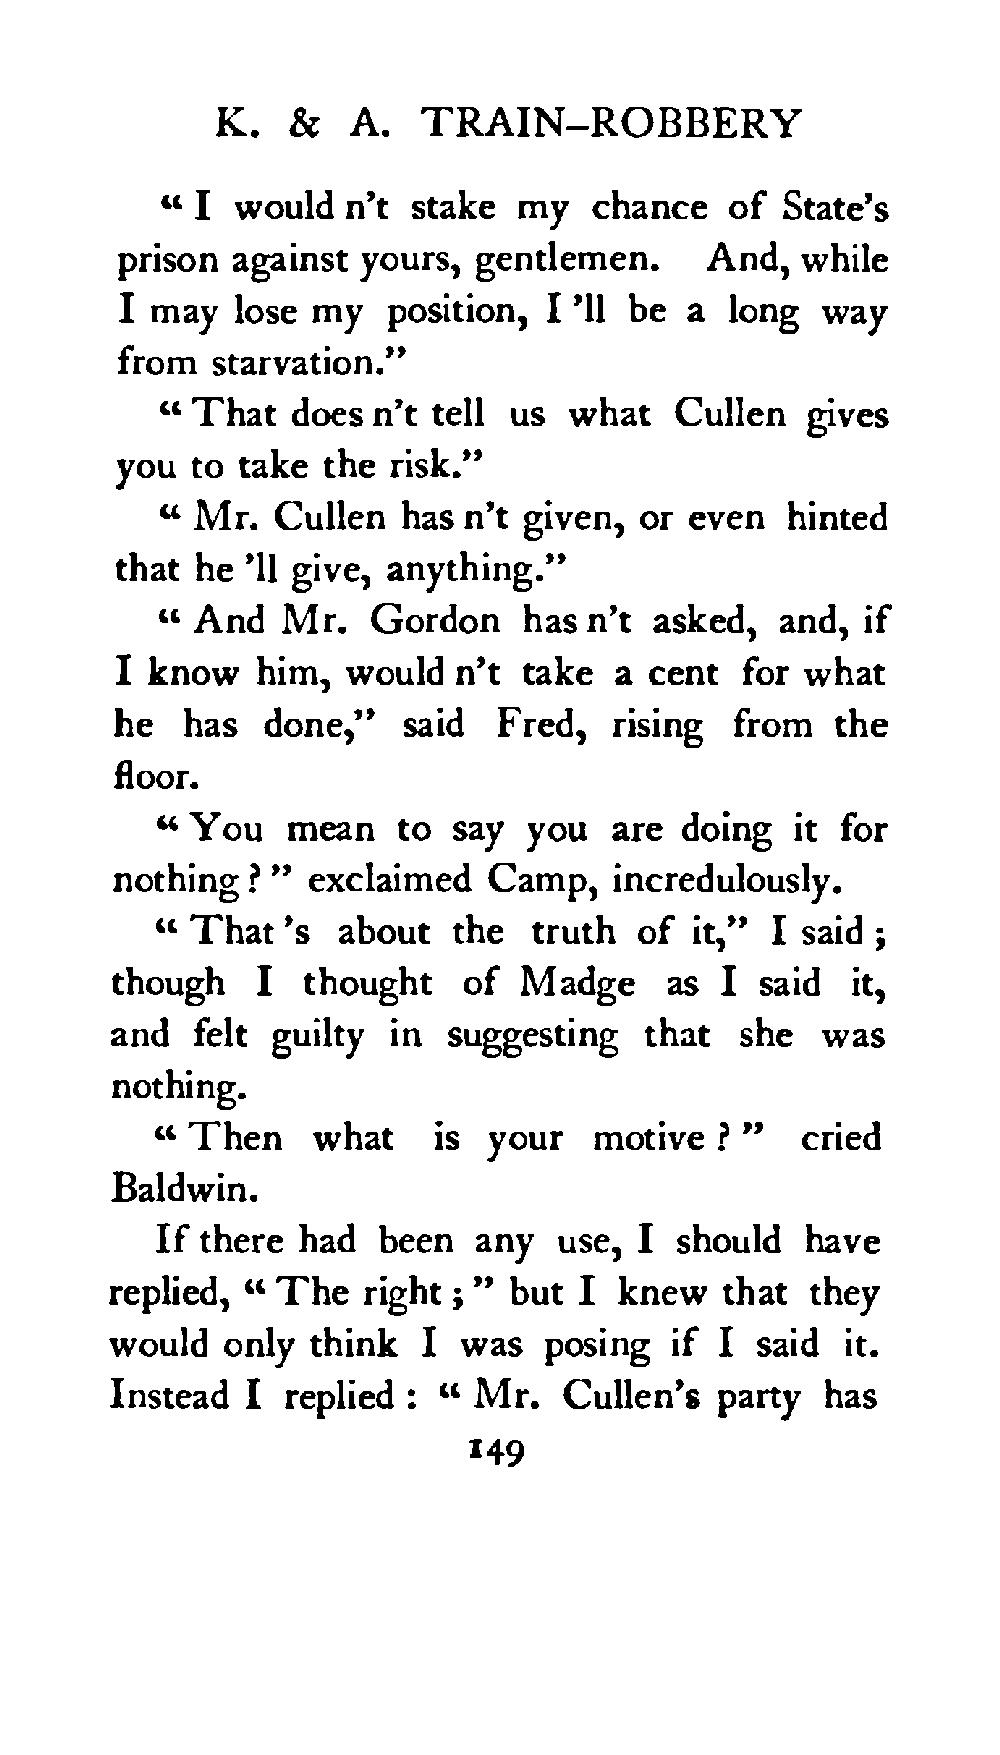 K. & A. TRAIN-ROBBERY
“ I would n’t stake my chance of State’s
prison against yours, gentlemen. And, while
I may lose my position, I ’ll be a long way
from starvation.”
“ That does n’t tell us what Cullen gives
you to take the risk.”
“ Mr. Cullen has n’t given, or even hinted
that he ’ll give, anything.”
“ And Mr. Gordon has n’t asked, and, if
I know him, would n’t take a cent for what
he has done,” said Fred, rising from the
floor.
“ You mean to say you are doing it for
nothing ? ” exclaimed Camp, incredulously.
“ That ’s about the truth of it,” I said ;
though I thought of Madge as I said it,
and felt guilty in suggesting that she was
nothing.
“ Then what is your motive ? ” cried
Baldwin.
If there had been any use, I should have
replied, “ The right ; ” but I knew that they
would only think I was posing if I said it.
Instead I replied : “ Mr. Cullen’s party has
149